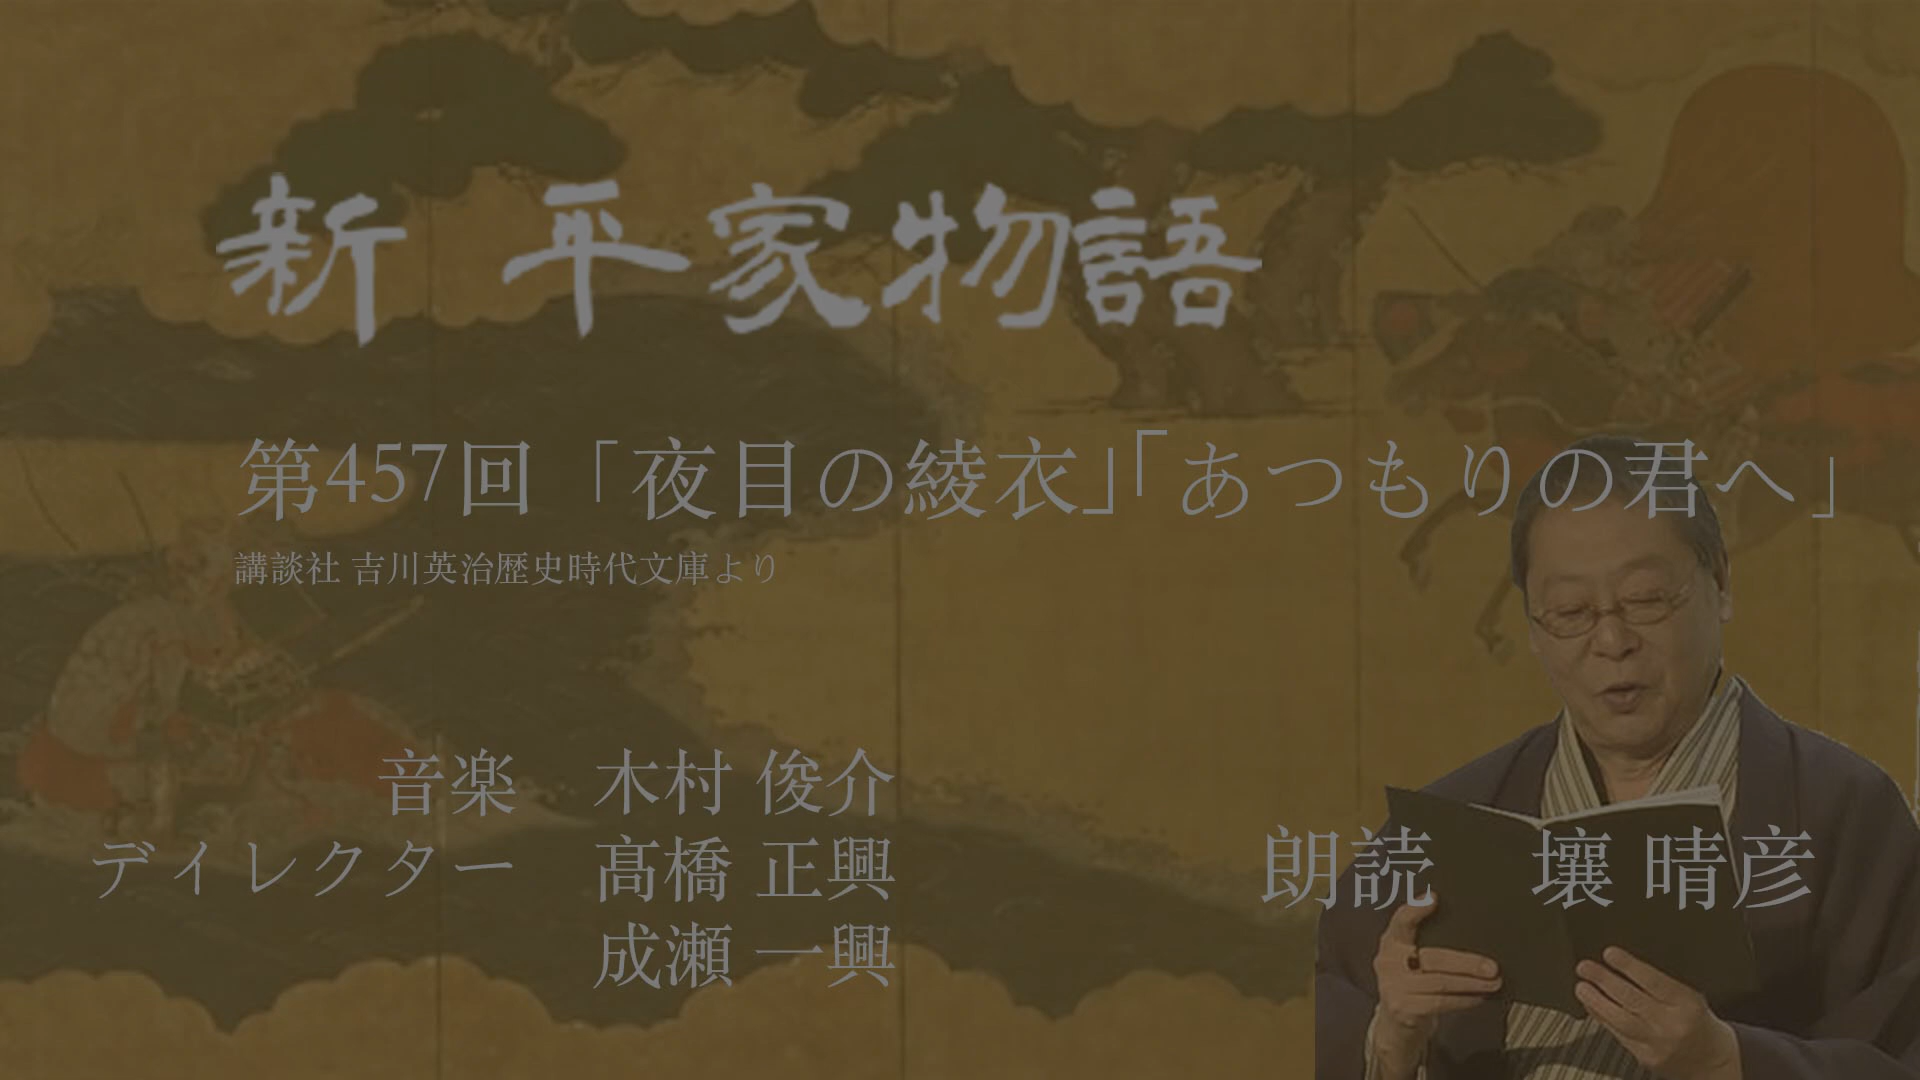 新 平家物語
第457回「夜目の綾衣」「あつもりの君へ」
講談社 吉川英治歴史時代文庫より
音楽 木村 俊介
ディレクター 髙橋 正興
成瀬 一興
朗読 壤 晴彦